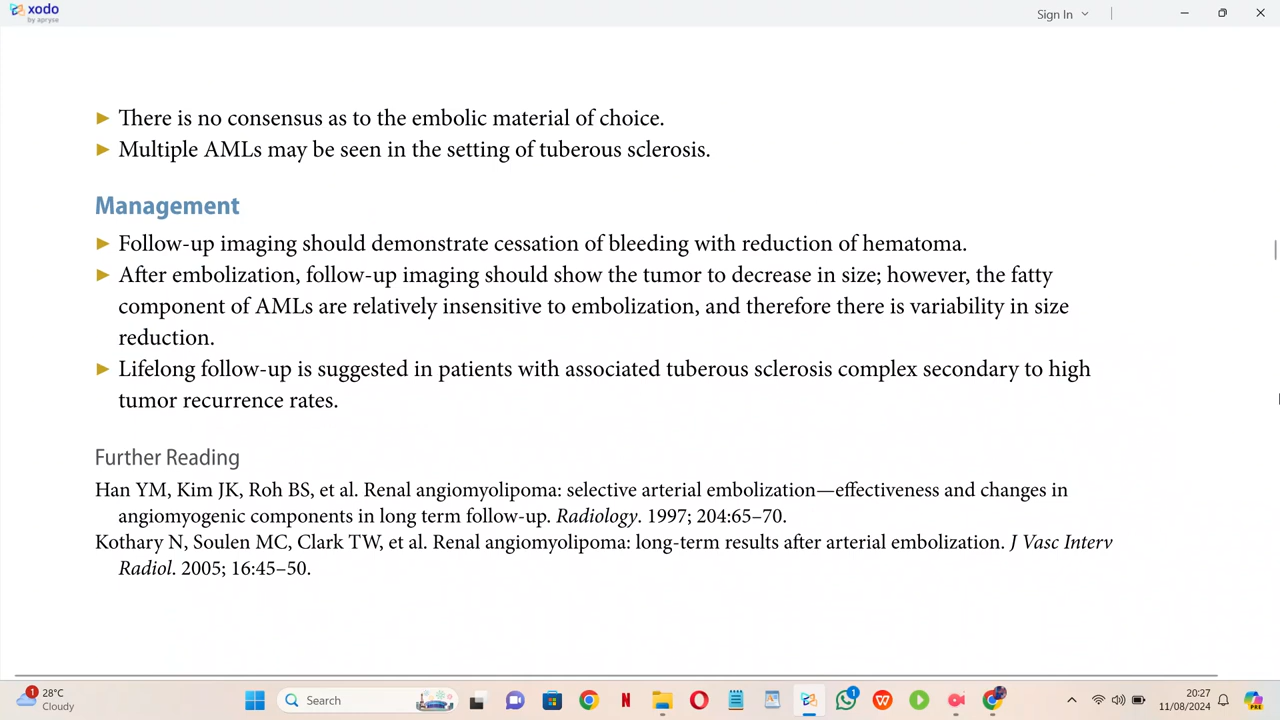 xodo
by apryse
Sign In
► There is no consensus as to the embolic material of choice.
► Multiple AMLs may be seen in the setting of tuberous sclerosis.
Management
► Follow-up imaging should demonstrate cessation of bleeding with reduction of hematoma.
► After embolization, follow-up imaging should show the tumor to decrease in size; however, the fatty
component of AMLs are relatively insensitive to embolization, and therefore there is variability in size
reduction.
► Lifelong follow-up is suggested in patients with associated tuberous sclerosis complex secondary to high
tumor recurrence rates.
Further Reading
Han YM, Kim JK, Roh BS, et al. Renal angiomyolipoma: selective arterial embolization—effectiveness and changes in
angiomyogenic components in long term follow-up. Radiology. 1997; 204:65–70.
Kothary N, Soulen MC, Clark TW, et al. Renal angiomyolipoma: long-term results after arterial embolization. J Vasc Interv
Radiol. 2005; 16:45–50.
1
28°C
Cloudy
Search
1
20:27
11/08/2024